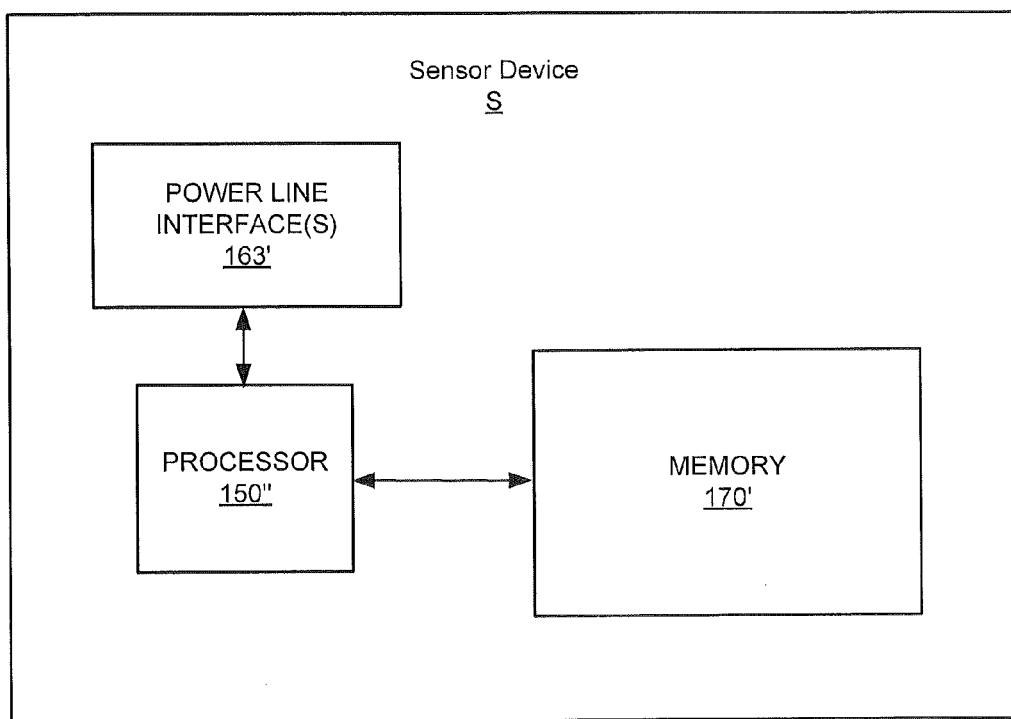 Sensor Device
S
POWER LINE
INTERFACE(S)
163'
PROCESSOR
150"
MEMORY
170'